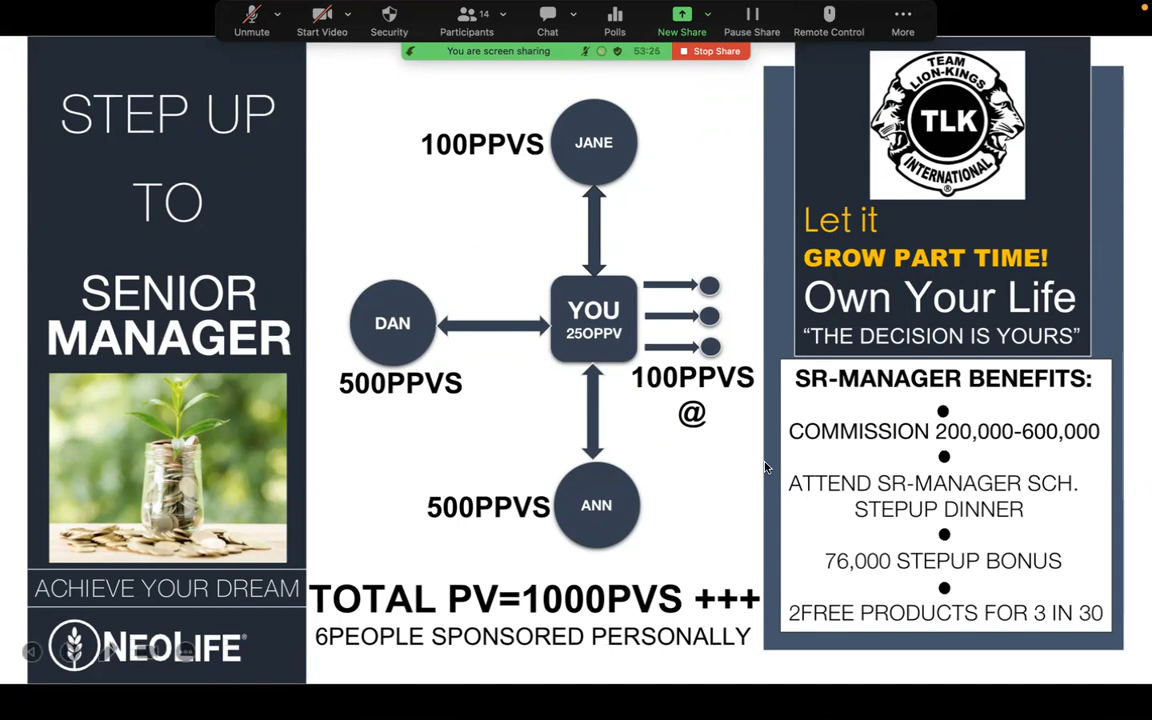 Unmute
Start Video
Security
14
Participants
Chat
Polls
New Share
Pause Share
Remote Control
More
You are screen sharing
53:26
Stop Share
STEP UP
TO
SENIOR
MANAGER
ACHIEVE YOUR DREAM
NEOLIFE®
100PPVS
JANE
DAN
500PPVS
YOU
25OPPV
100PPVS
@
500PPVS
ANN
TOTAL PV=1000PVS +++
6PEOPLE SPONSORED PERSONALLY
TEAM
LION-KINGS
TLK
INTERNATIONAL
®
Let it
GROW PART TIME!
Own Your Life
“THE DECISION IS YOURS”
SR-MANAGER BENEFITS:
COMMISSION 200,000-600,000
ATTEND SR-MANAGER SCH.
STEPUP DINNER
76,000 STEPUP BONUS
2FREE PRODUCTS FOR 3 IN 30